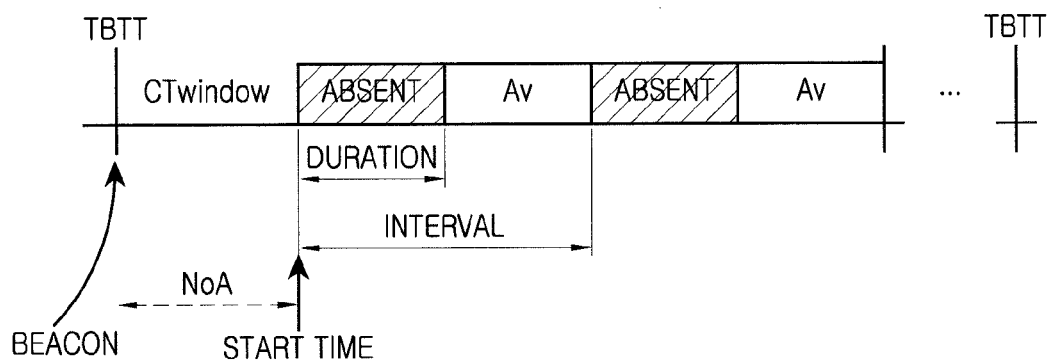 TBTT
TBTT
CTwindow
ABSENT
Av
ABSENT
Av
...
DURATION
INTERVAL
NoA
BEACON
START TIME